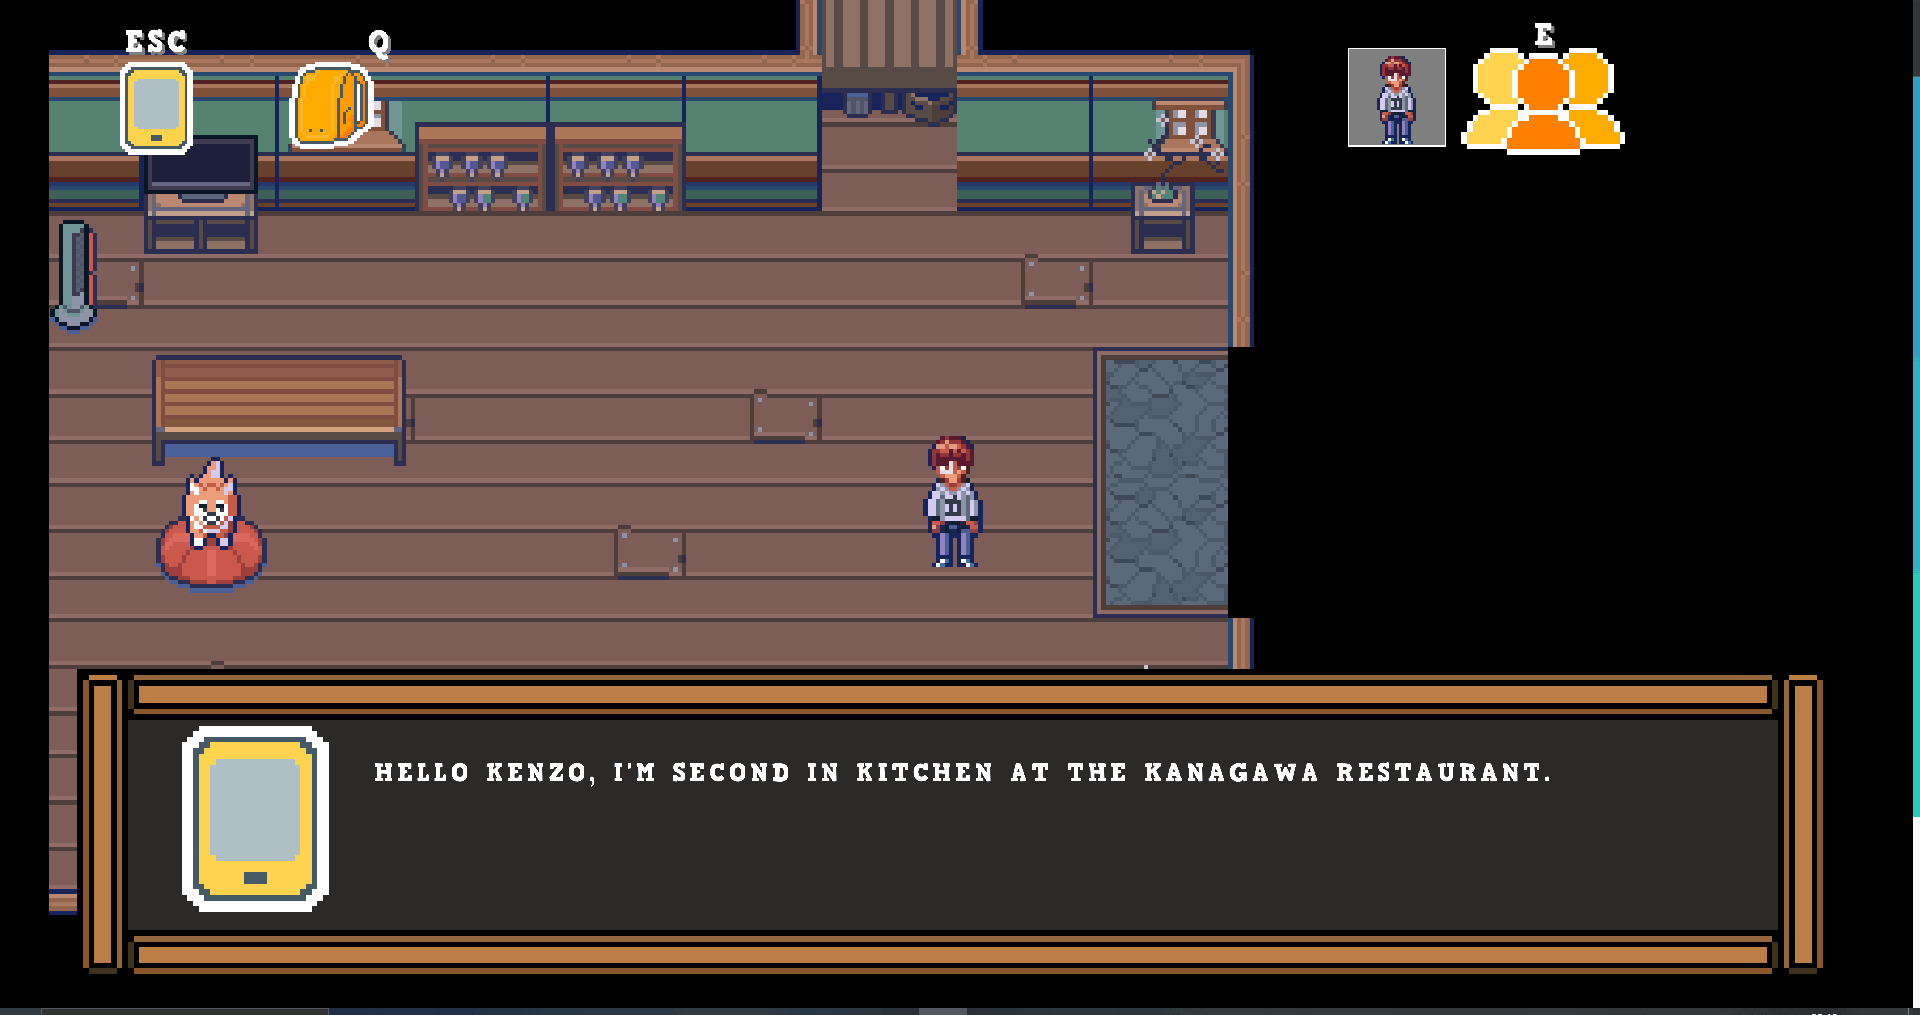 ESC
Q
E
HELLO KENZO, I'M SECOND IN KITCHEN AT THE KANAGAWA RESTAURANT.